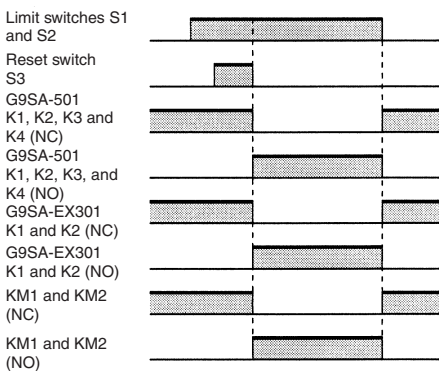 Limit switches S1
and S2
Reset switch
S3
G9SA-501
K1, K2, K3 and
K4 (NC)
G9SA-501
K1, K2, K3, and
K4 (NO)
G9SA-EX301
K1 and K2 (NC)
G9SA-EX301
K1 and K2 (NO)
KM1 and KM2
(NC)
KM1 and KM2
(NO)